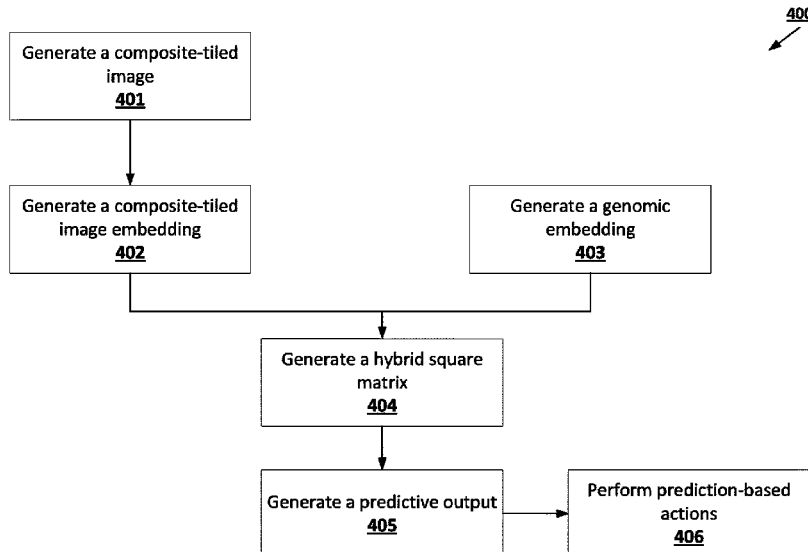 400
Generate a composite-tiled
image
401
Generate a composite-tiled
image embedding
402
Generate a genomic
embedding
403
Generate a hybrid square
matrix
404
Generate a predictive output
405
Perform prediction-based
actions
406